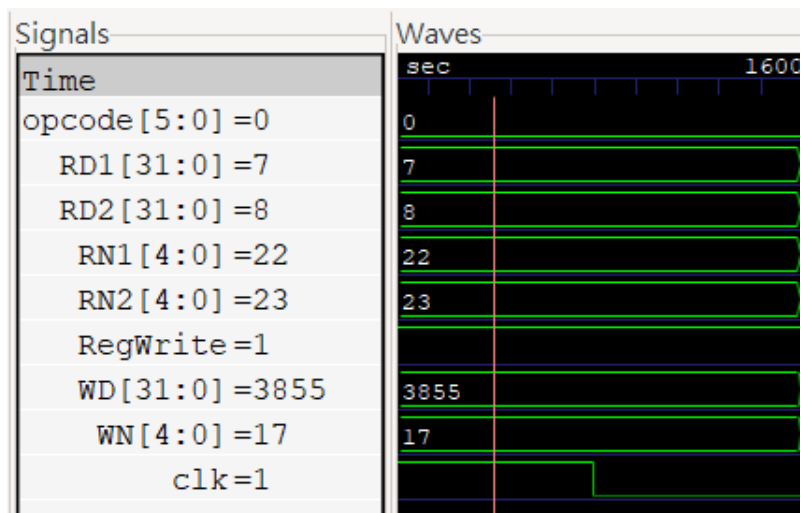 Signals
Waves
Time
sec 1600
opcode[5:0]=0
0
RD1[31:0]=7
7
RD2[31:0]=8
8
RN1[4:0]=22
22
RN2[4:0]=23
23
RegWrite=1
WD[31:0]=3855
3855
WN[4:0]=17
17
clk=1